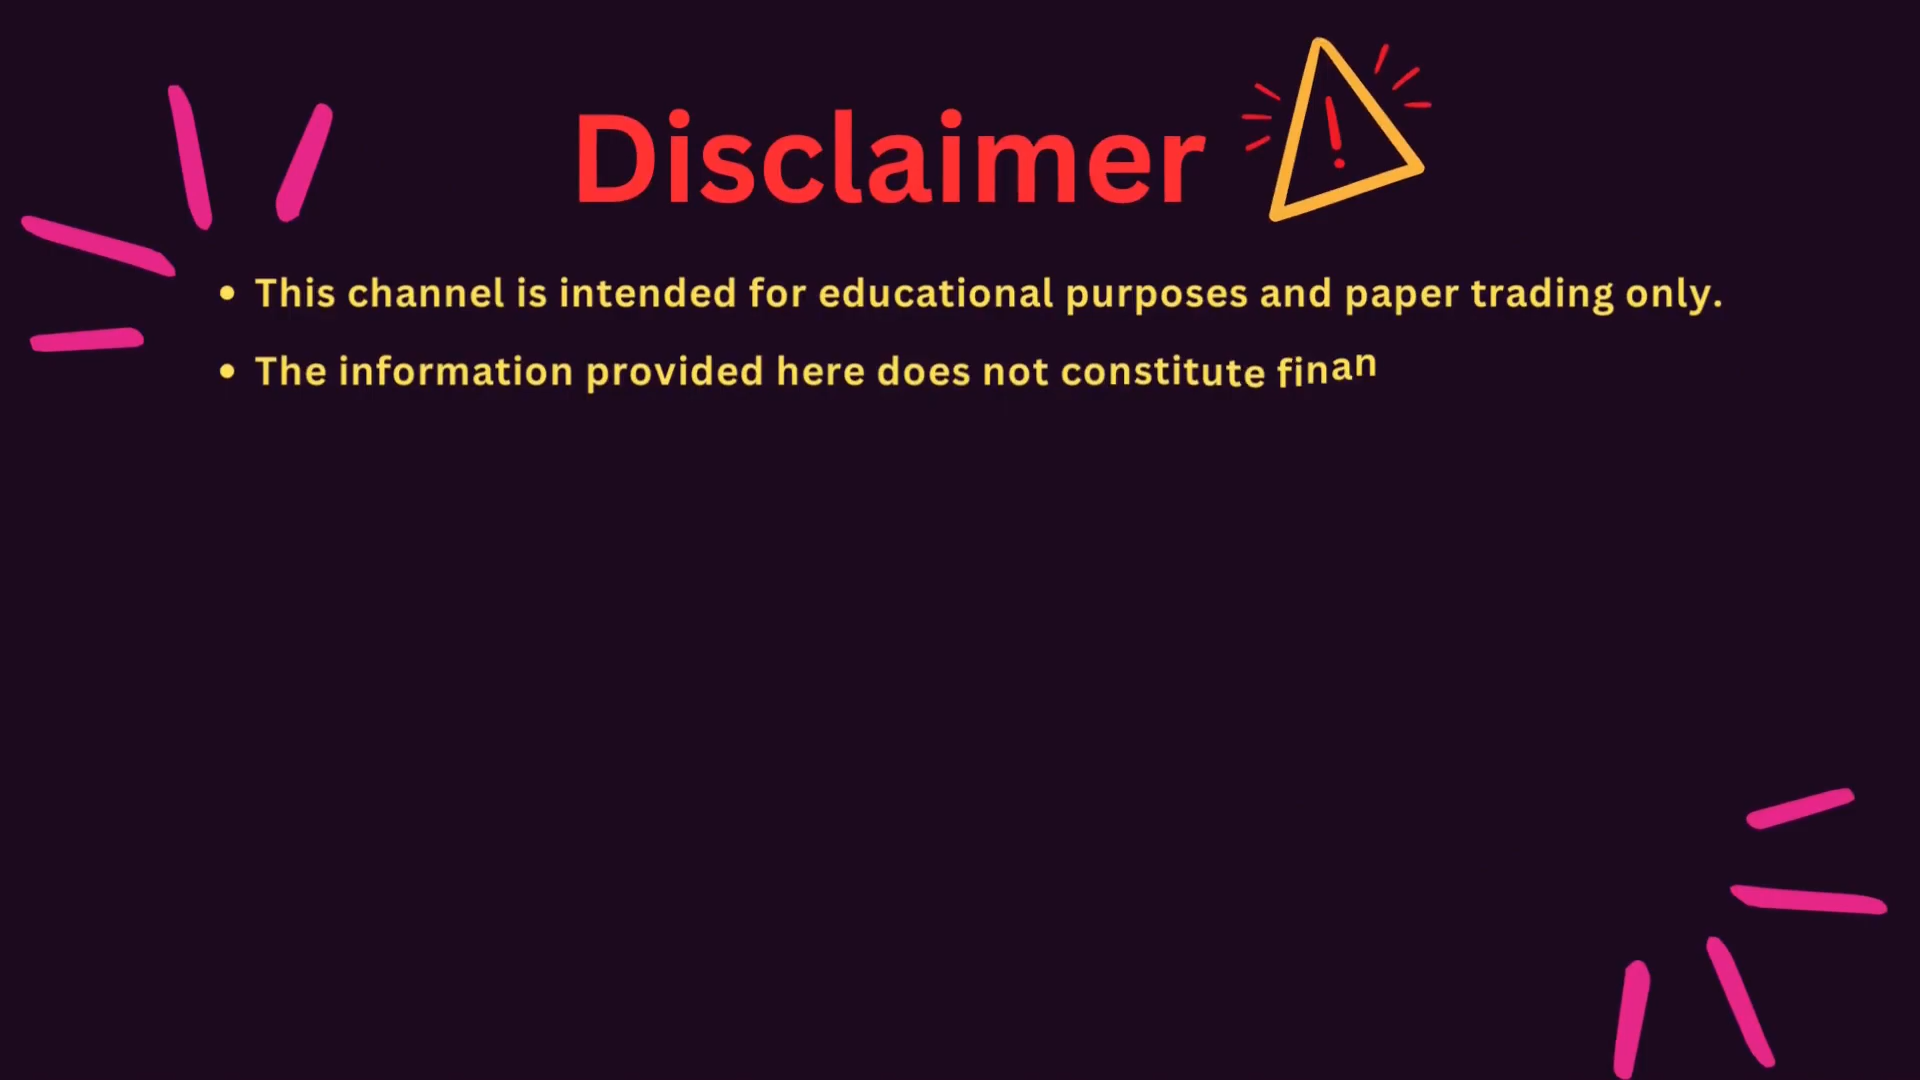 Disclaimer
• This channel is intended for educational purposes and paper trading only.
• The information provided here does not constitute finan